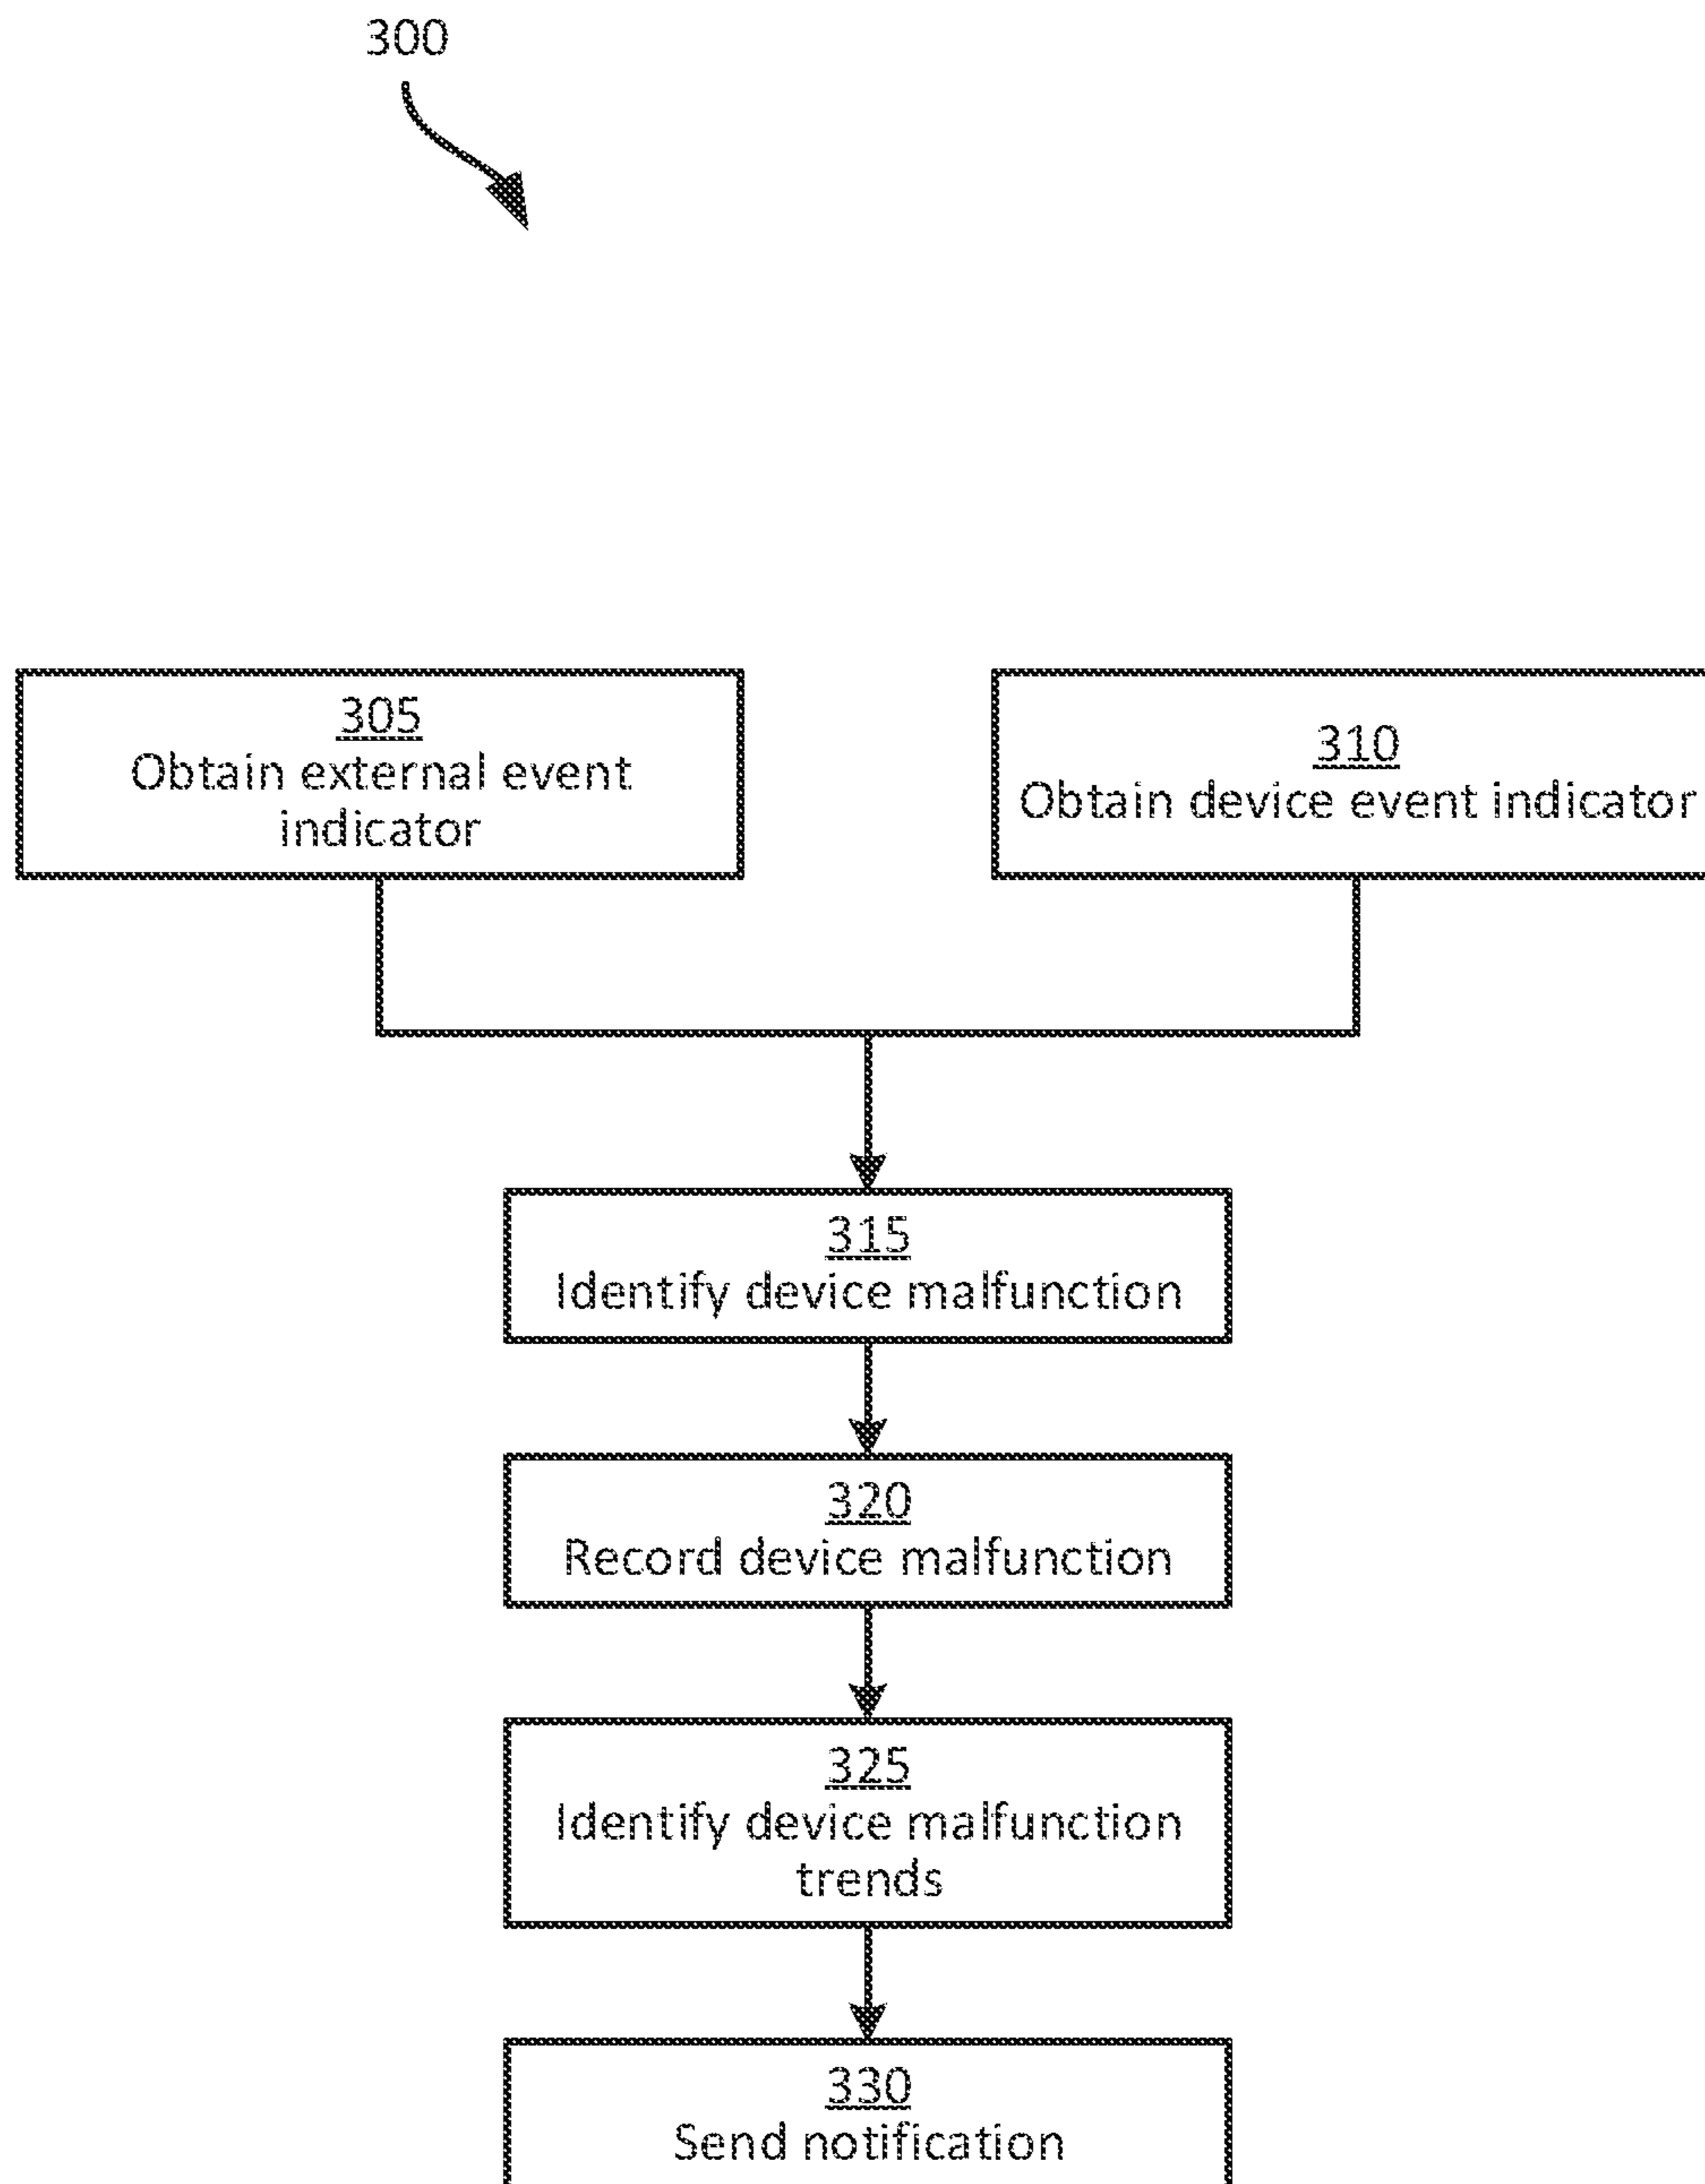 300
305
Obtain external event
indicator
310
Obtain device event indicator
315
Identify device malfunction
320
Record device malfunction
325
Identify device malfunction
trends
330
Send notification